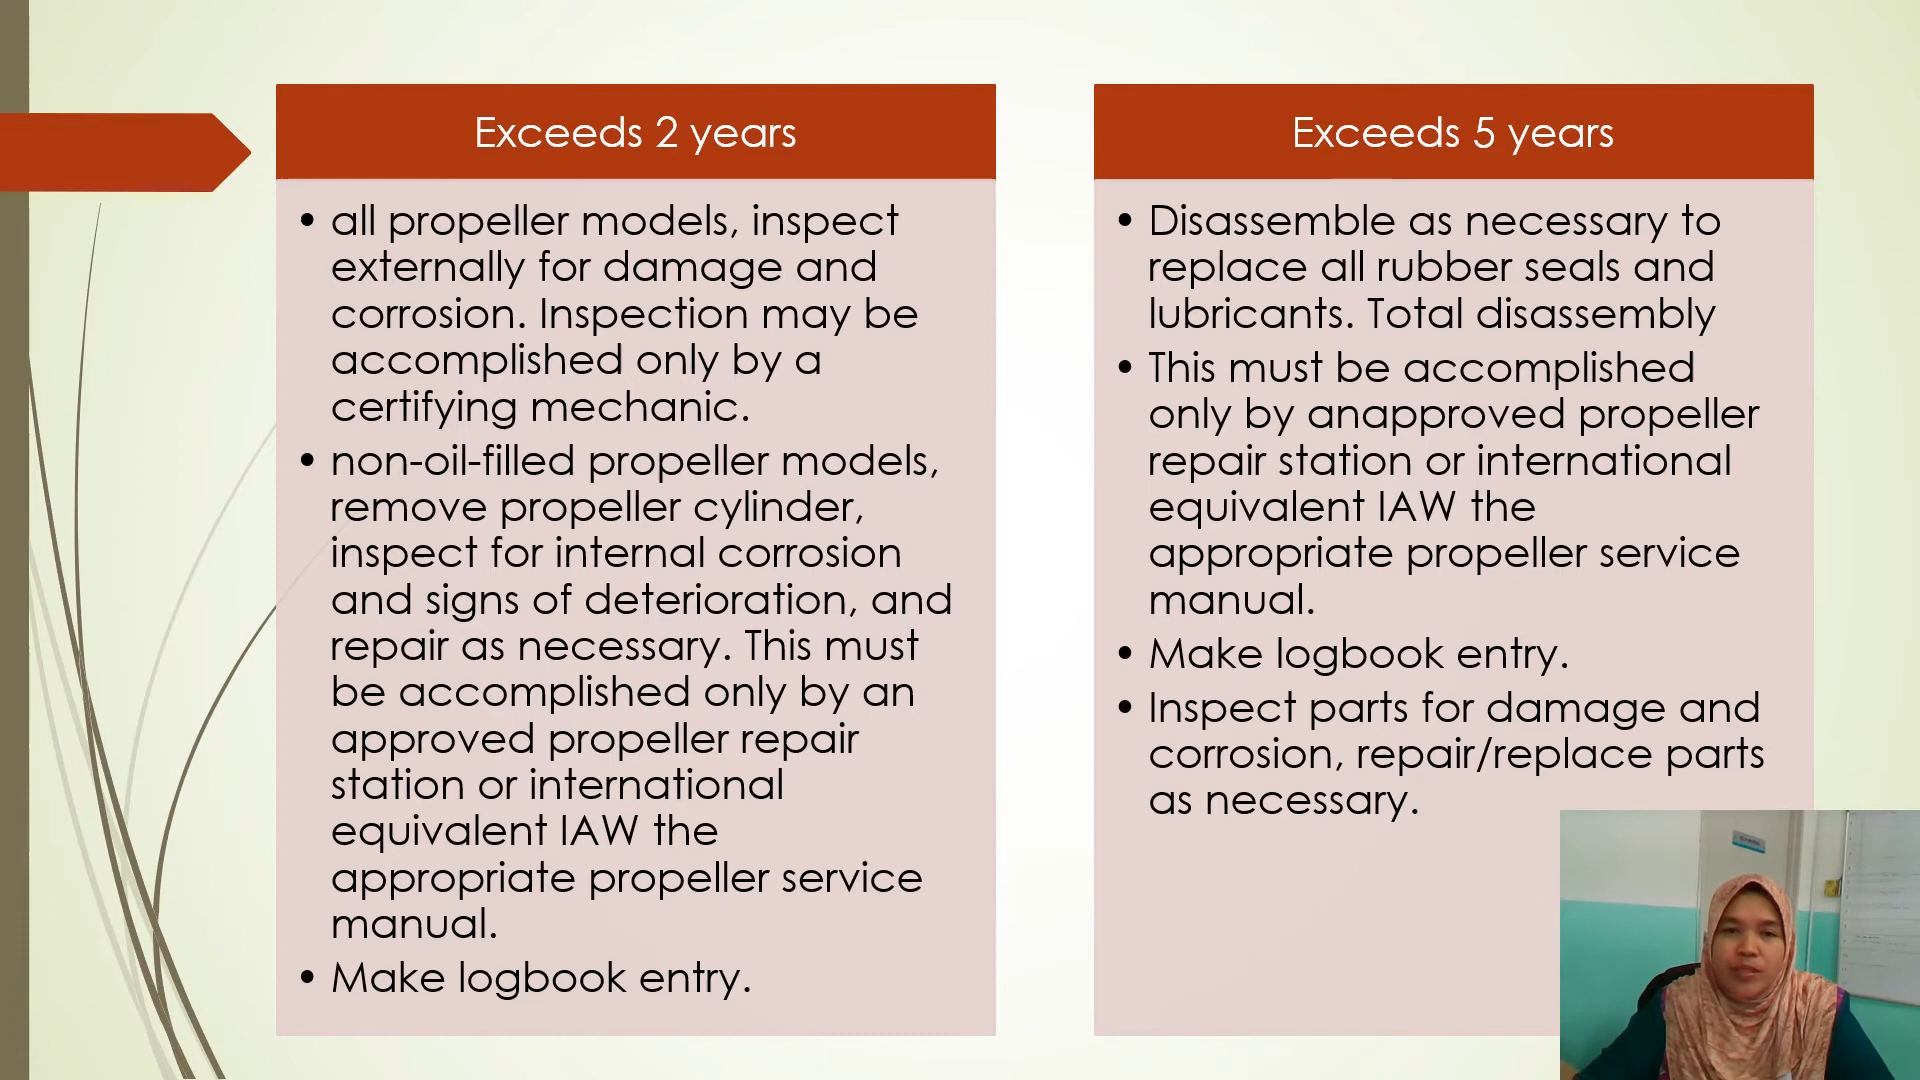 Exceeds 2 years
• all propeller models, inspect
externally for damage and
corrosion. Inspection may be
accomplished only by a
certifying mechanic.
• non-oil-filled propeller models,
remove propeller cylinder,
inspect for internal corrosion
and signs of deterioration, and
repair as necessary. This must
be accomplished only by an
approved propeller repair
station or international
equivalent IAW the
appropriate propeller service
manual.
• Make logbook entry.
Exceeds 5 years
• Disassemble as necessary to
replace all rubber seals and
lubricants. Total disassembly
• This must be accomplished
only by anapproved propeller
repair station or international
equivalent IAW the
appropriate propeller service
manual.
• Make logbook entry.
• Inspect parts for damage and
corrosion, repair/replace parts
as necessary.